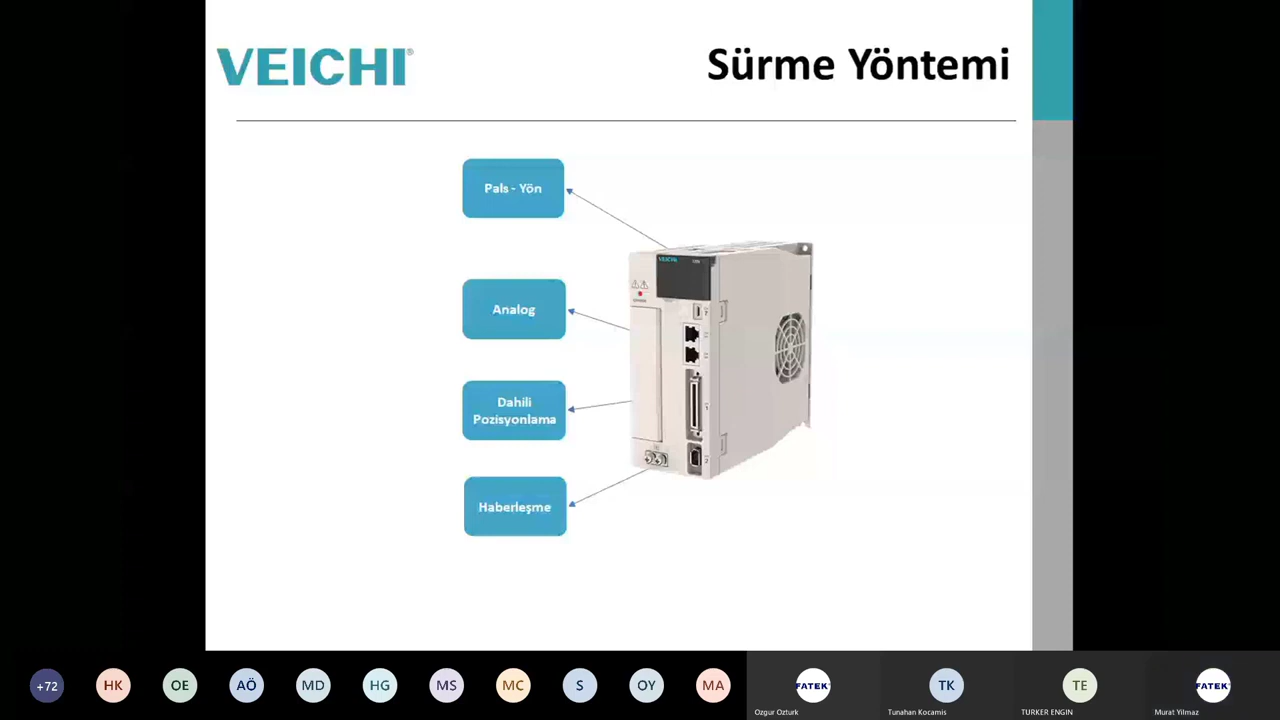 VEICHI
Sürme Yöntemi
Pals - Yön
Analog
Dahili
Pozisyonlama
Haberleşme
VEICHI
+72
HK
OE
AÖ
MD
HG
MS
MC
S
OY
MA
FATEK
Ozgur Ozturk
TK
Tunahan Kocamis
TE
TURKER ENGIN
FATEK
Murat Yilmaz